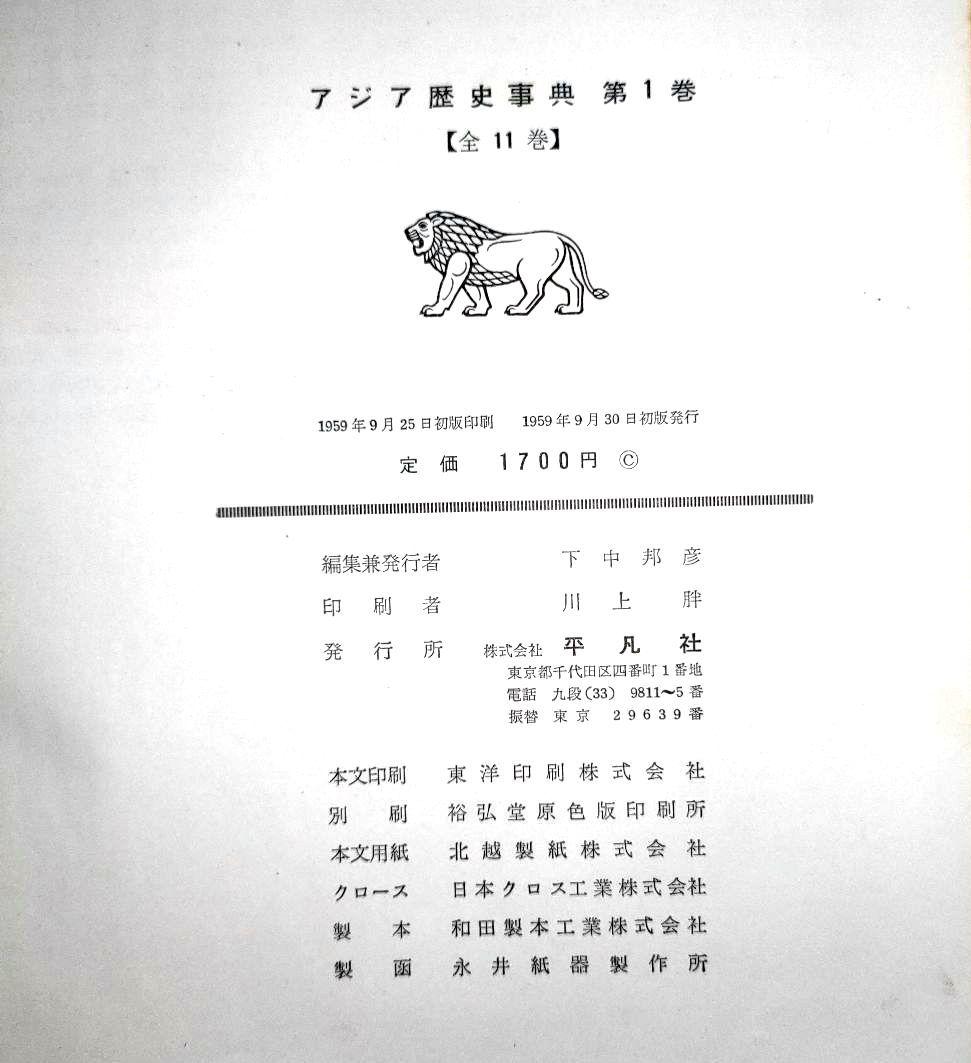 アジア歴史事典 第1巻
【全11巻】
1959年9月25日初版印刷 1959年9月30日初版発行
定価 1700円 ©
編集兼発行者 下中邦彦
印刷者 川上胖
発行所 株式会社 平凡社
東京都千代田区四番町1番地
電話 九段(33) 9811〜5番
振替 東京 29639番
本文印刷 東洋印刷株式会社
別刷 裕弘堂原色版印刷所
本文用紙 北越製紙株式会社
クロース 日本クロス工業株式会社
製本 和田製本工業株式会社
製函 永井紙器製作所